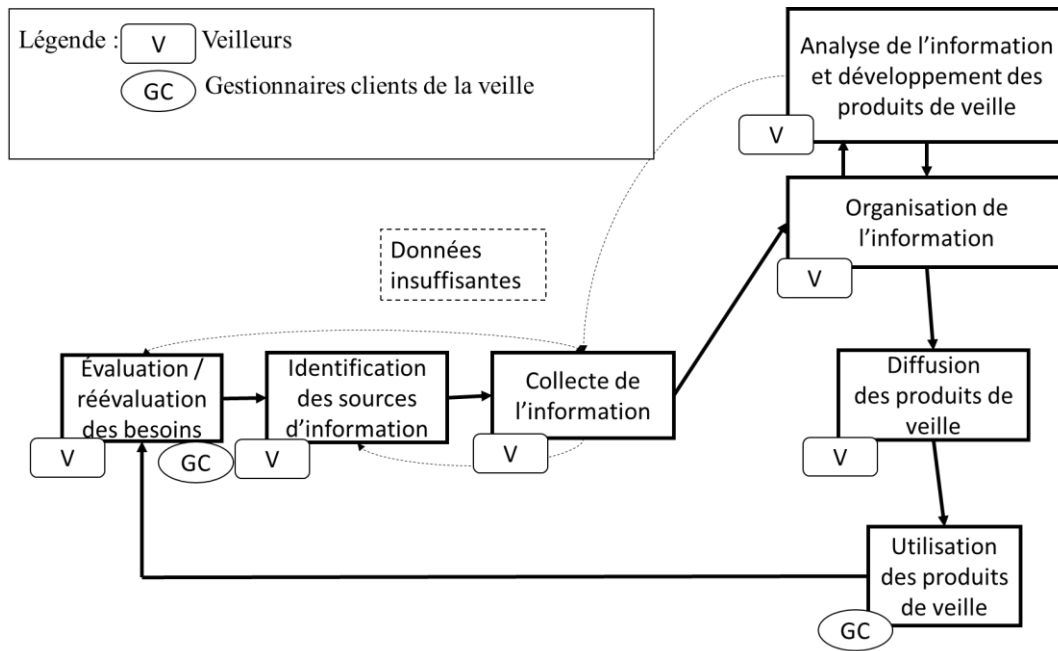 Légende : V Veilleurs
GC Gestionnaires clients de la veille
Analyse de l’information
et développement des
produits de veille
V
Organisation de
l’information
V
Données
insuffisantes
Évaluation /
réévaluation
des besoins
V
GC
Identification
des sources
d’information
V
Collecte de
l’information
V
Diffusion
des produits de
veille
V
Utilisation
des produits
de veille
GC